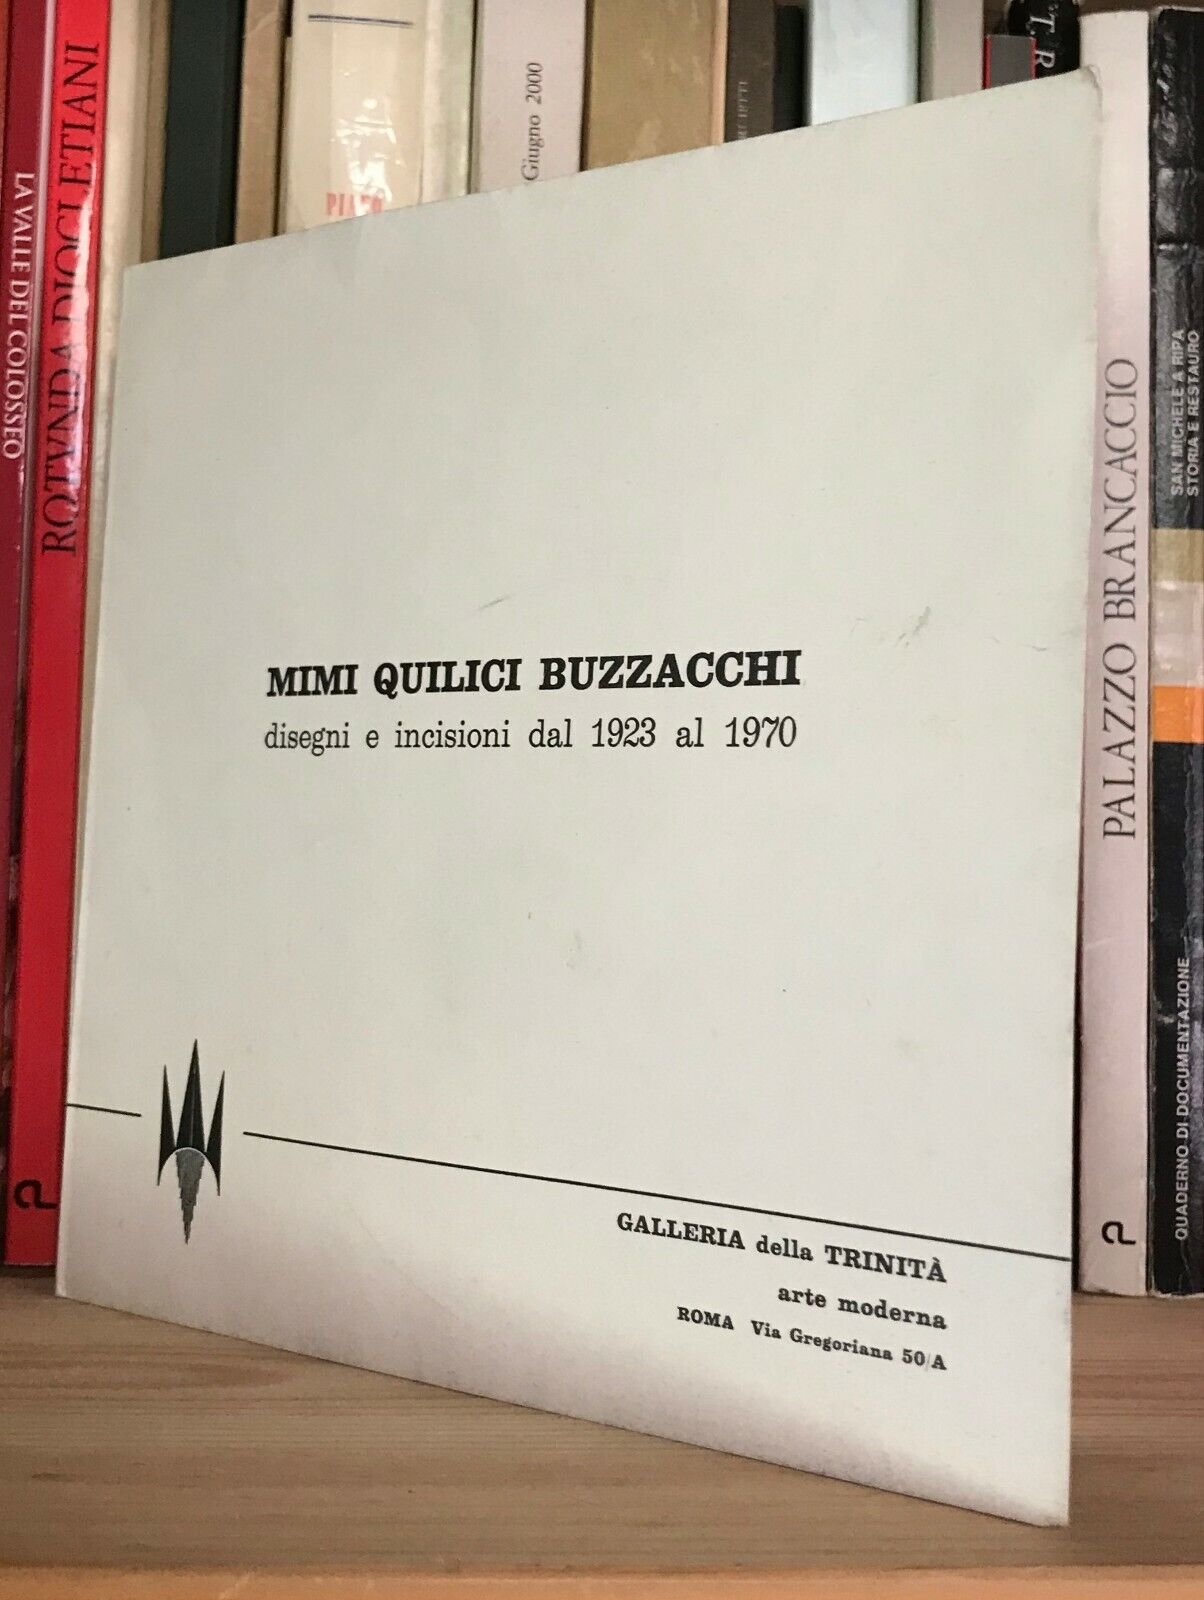 LA VALLE DEL COLOSSEO
ROTVNDA DIOCLETIANI
Giugno 2000
MIMI QUILICI BUZZACCHI
disegni e incisioni dal 1923 al 1970
GALLERIA della TRINITÀ
arte moderna
ROMA Via Gregoriana 50/A
PALAZZO BRANCACCIO
SAN MICHELE A RIPA
STORIA E RESTAURO
QUADERNO DI DOCUMENTAZIONE